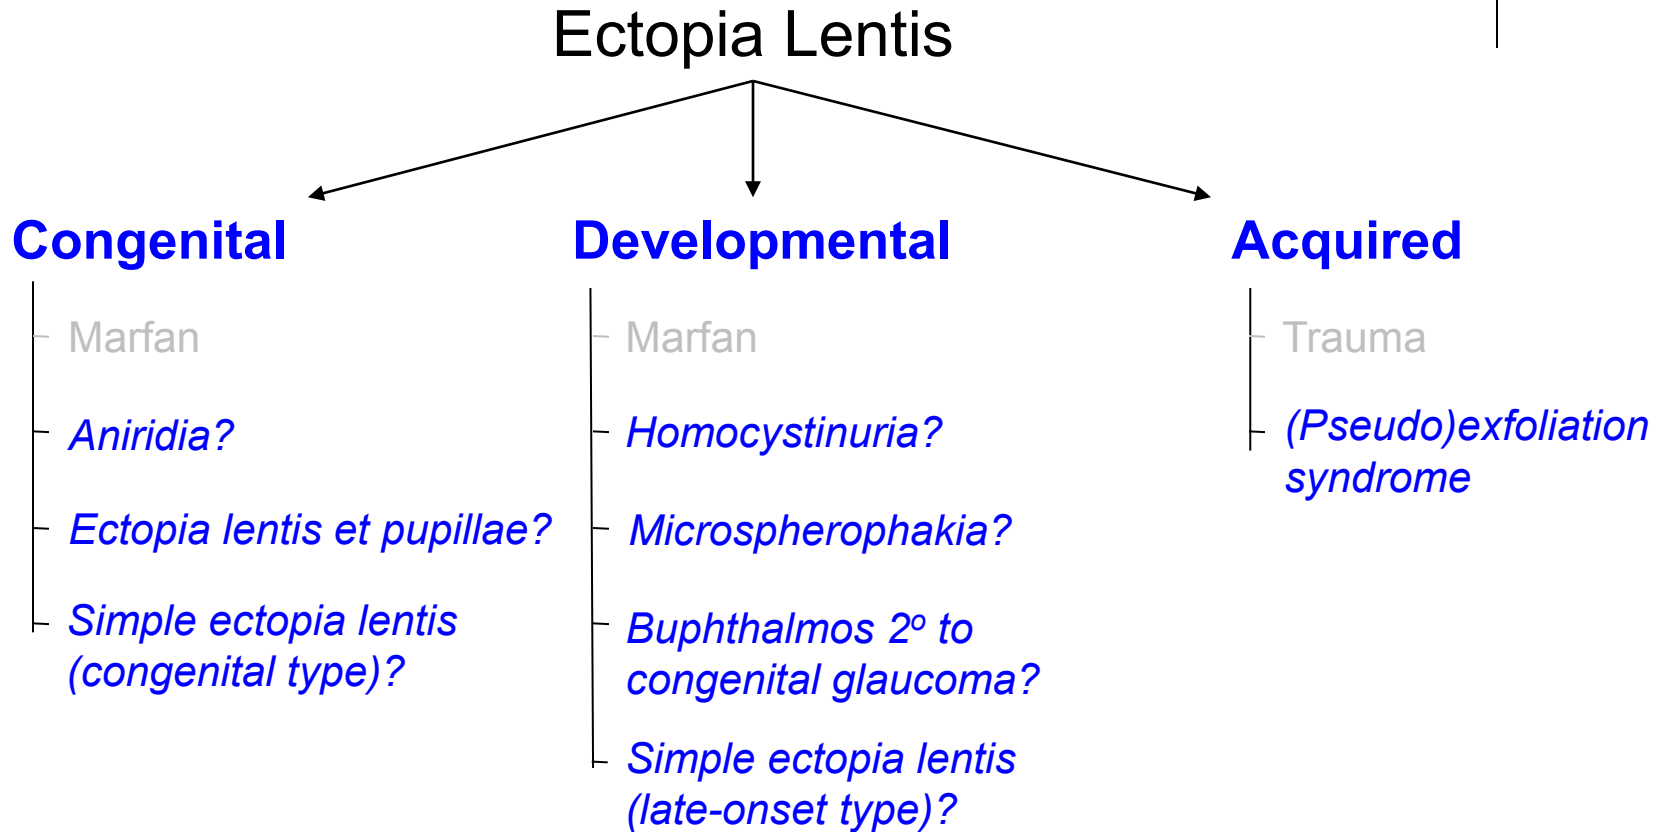 Ectopia Lentis
Congenital
Marfan
Aniridia?
Ectopia lentis et pupillae?
Simple ectopia lentis
(congenital type)?
Developmental
Marfan
Homocystinuria?
Microspherophakia?
Buphthalmos 2º to
congenital glaucoma?
Simple ectopia lentis
(late-onset type)?
Acquired
Trauma
(Pseudo)exfoliation
syndrome